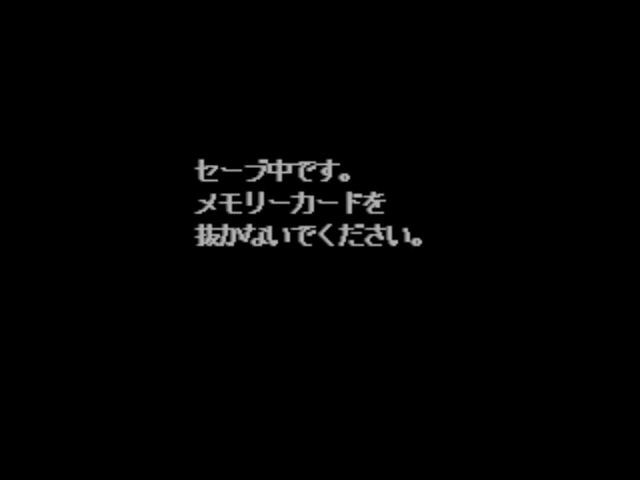 セーブ中です。
メモリーカードを
抜かないでください。